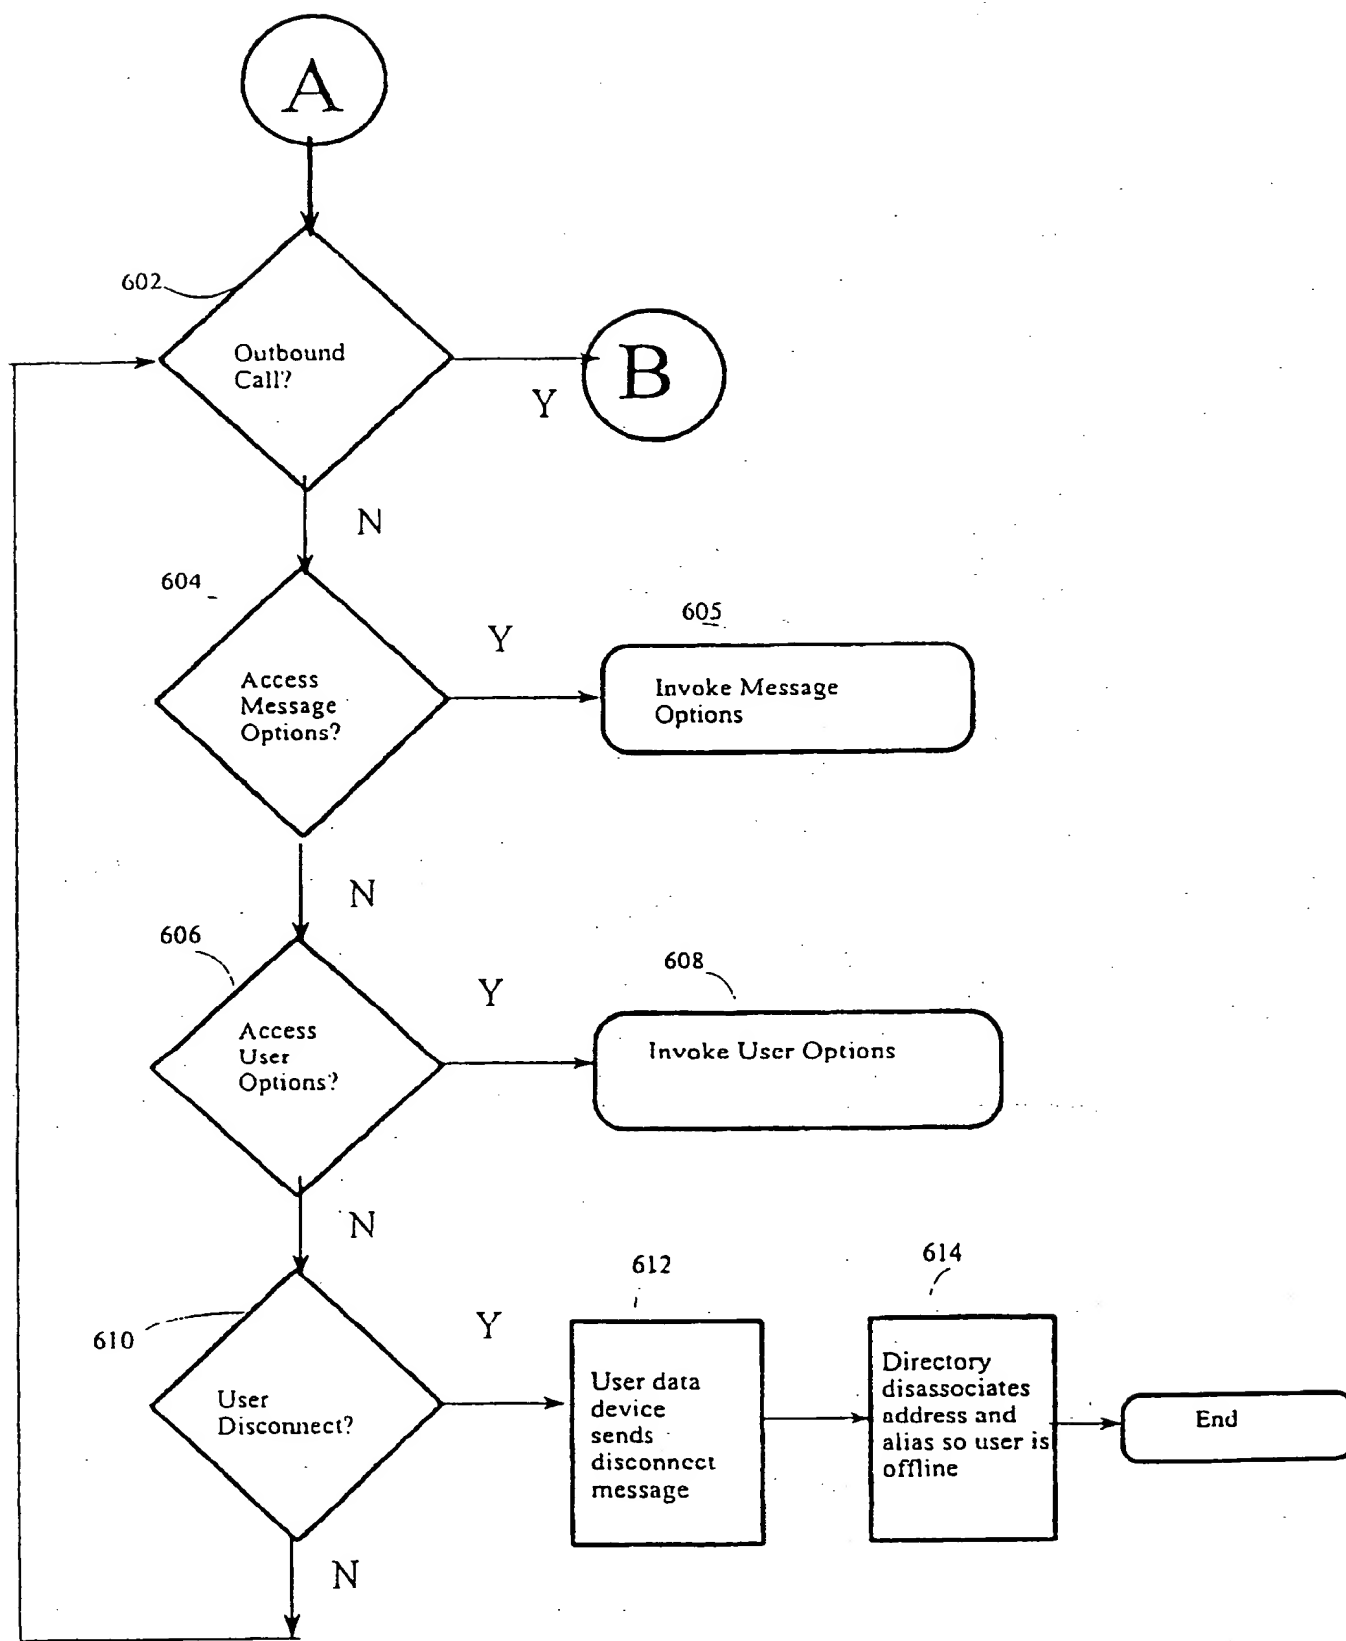 A
602
Outbound
Call?
Y
B
N
604
Access
Message
Options?
Y
605
Invoke Message
Options
N
606
Access
User
Options?
Y
608
Invoke User Options
N
610
User
Disconnect?
Y
612
User data
device
sends
disconnect
message
614
Directory
disassociates
address and
alias so user is
offline
End
N